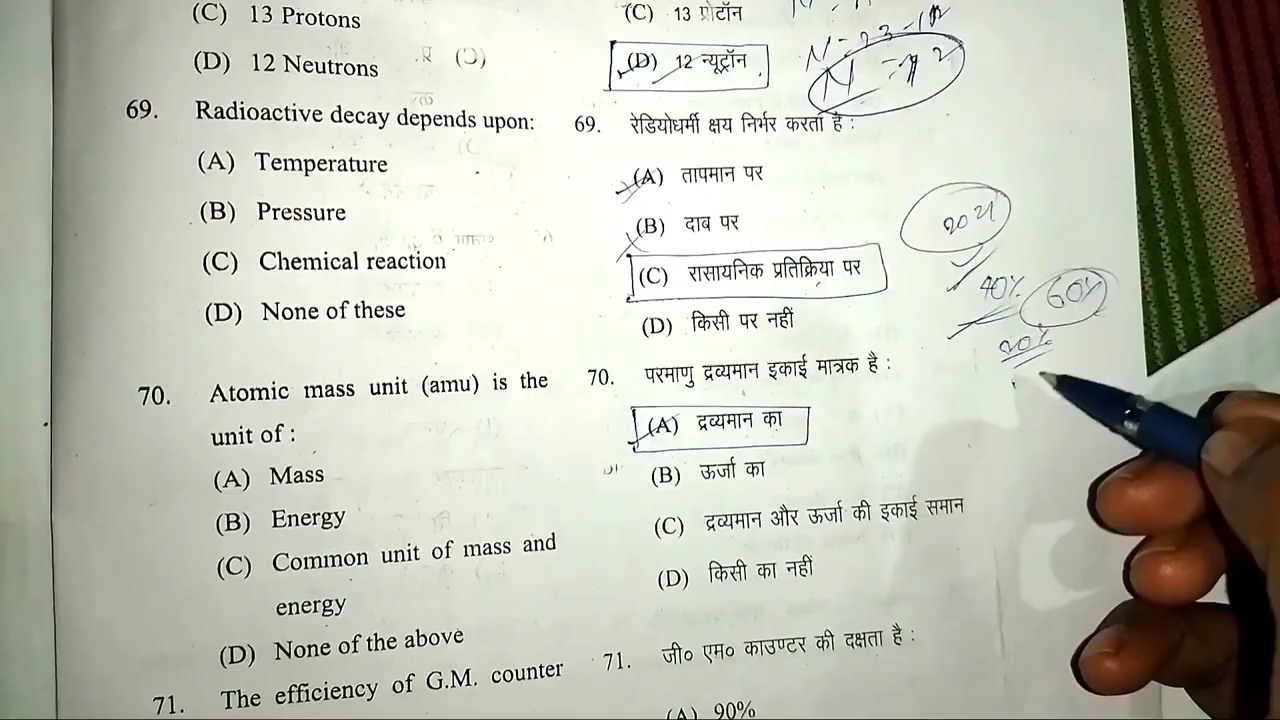 (C) 13 Protons
(D) 12 Neutrons
69. Radioactive decay depends upon:
(A) Temperature
(B) Pressure
(C) Chemical reaction
(D) None of these
70. Atomic mass unit (amu) is the
unit of :
(A) Mass
(B) Energy
(C) Common unit of mass and
energy
(D) None of the above
71. The efficiency of G.M. counter
(C) 13 प्रोटॉन
(D) 12 न्यूट्रॉन
69. रेडियोधर्मी क्षय निर्भर करता है :
(A) तापमान पर
(B) दाब पर
(C) रासायनिक प्रतिक्रिया पर
(D) किसी पर नहीं
70. परमाणु द्रव्यमान इकाई मात्रक है :
(A) द्रव्यमान का
(B) ऊर्जा का
(C) द्रव्यमान और ऊर्जा की इकाई समान
(D) किसी का नहीं
71. जी० एम० काउण्टर की दक्षता है :
(A) 90%
2021
40% 60%
20%